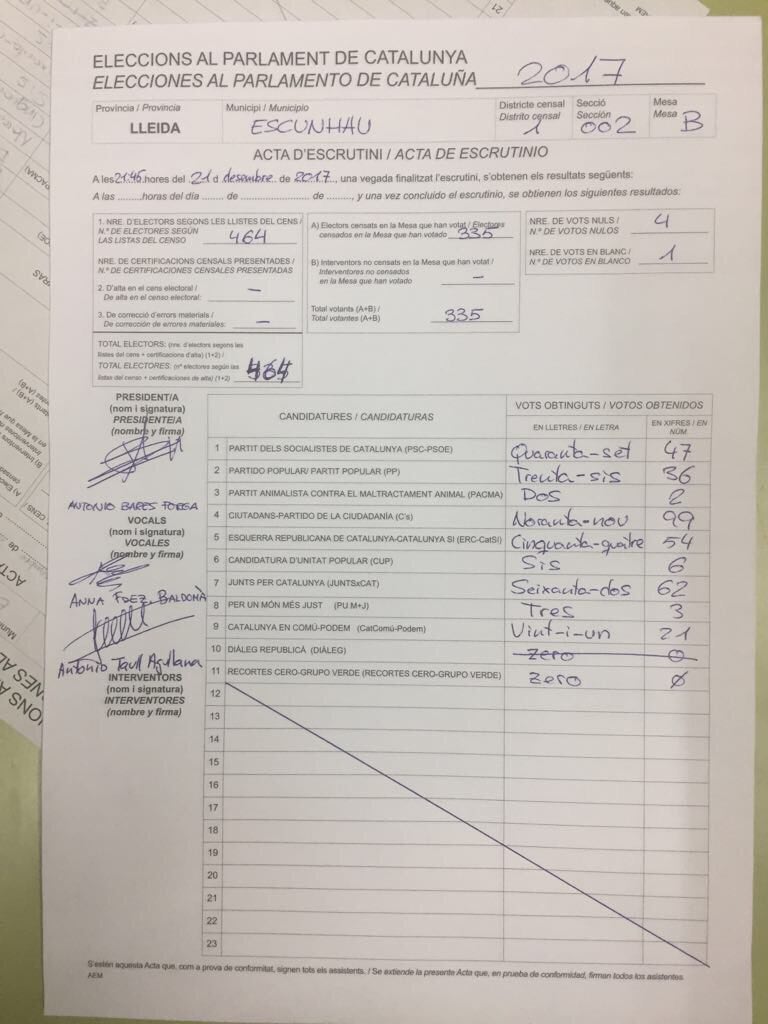 ELECCIONS AL PARLAMENT DE CATALUNYA
ELECCIONES AL PARLAMENTO DE CATALUÑA 2017
Província / Provincia
LLEIDA
Municipi / Municipio
ESCUNHAU
Districte censal
Distrito censal
1
Secció
Sección
002
Mesa
Mesa
B
ACTA D'ESCRUTINI / ACTA DE ESCRUTINIO
A les 21:45 hores del 21 d desembre de 2017, una vegada finalitzat l'escrutini, s'obtenen els resultats següents:
A las ........ horas del día ....... de .................... de ........, y una vez concluido el escrutinio, se obtienen los siguientes resultados:
1. NRE. D'ELECTORS SEGONS LES LLISTES DEL CENS /
N.º DE ELECTORES SEGÚN
LAS LISTAS DEL CENSO 464
NRE. DE CERTIFICACIONS CENSALS PRESENTADES /
N.º DE CERTIFICACIONES CENSALES PRESENTADAS
2. D'alta en el cens electoral /
De alta en el censo electoral: –
3. De correcció d'errors materials /
De corrección de errores materiales: –
TOTAL ELECTORS: (nre. d'electors segons les
llistes del cens + certificacions d'alta) (1+2) /
TOTAL ELECTORES: (nº electores según las
listas del censo + certificaciones de alta) (1+2) 464
A) Electors censats en la Mesa que han votat / Electores
censados en la Mesa que han votado 335
B) Interventors no censats en la Mesa que han votat /
Interventores no censados
en la Mesa que han votado –
Total votants (A+B) /
Total votantes (A+B) 335
NRE. DE VOTS NULS /
N.º DE VOTOS NULOS 4
NRE. DE VOTS EN BLANC /
N.º DE VOTOS EN BLANCO 1
PRESIDENT/A
(nom i signatura)
PRESIDENTE/A
(nombre y firma)
ANTONIO BARES
VOCALS
(nom i signatura)
VOCALES
(nombre y firma)
ANNA FDEZ. BALDOMÀ
Antonio
INTERVENTORS
(nom i signatura)
INTERVENTORES
(nombre y firma)
CANDIDATURES / CANDIDATURAS
VOTS OBTINGUTS / VOTOS OBTENIDOS
EN LLETRES / EN LETRA
EN XIFRES / EN NÚM.
1 PARTIT DELS SOCIALISTES DE CATALUNYA (PSC-PSOE) Quaranta-set 47
2 PARTIDO POPULAR/ PARTIT POPULAR (PP) Trenta-sis 36
3 PARTIT ANIMALISTA CONTRA EL MALTRACTAMENT ANIMAL (PACMA) Dos 2
4 CIUTADANS-PARTIDO DE LA CIUDADANÍA (C's) Noranta-nou 99
5 ESQUERRA REPUBLICANA DE CATALUNYA-CATALUNYA SI (ERC-CatSI) Cinquanta-quatre 54
6 CANDIDATURA D'UNITAT POPULAR (CUP) Sis 6
7 JUNTS PER CATALUNYA (JUNTSxCAT) Seixanta-dos 62
8 PER UN MÓN MÉS JUST (PU M+J) Tres 3
9 CATALUNYA EN COMÚ-PODEM (CatComú-Podem) Vint-i-un 21
10 DIÀLEG REPUBLICÀ (DIÀLEG) Zero 0
11 RECORTES CERO-GRUPO VERDE (RECORTES CERO-GRUPO VERDE) Zero 0
12
13
14
15
16
17
18
19
20
21
22
23
S'estén aquesta Acta que, com a prova de conformitat, signen tots els assistents. / Se extiende la presente Acta que, en prueba de conformidad, firman todos los asistentes.
AEM